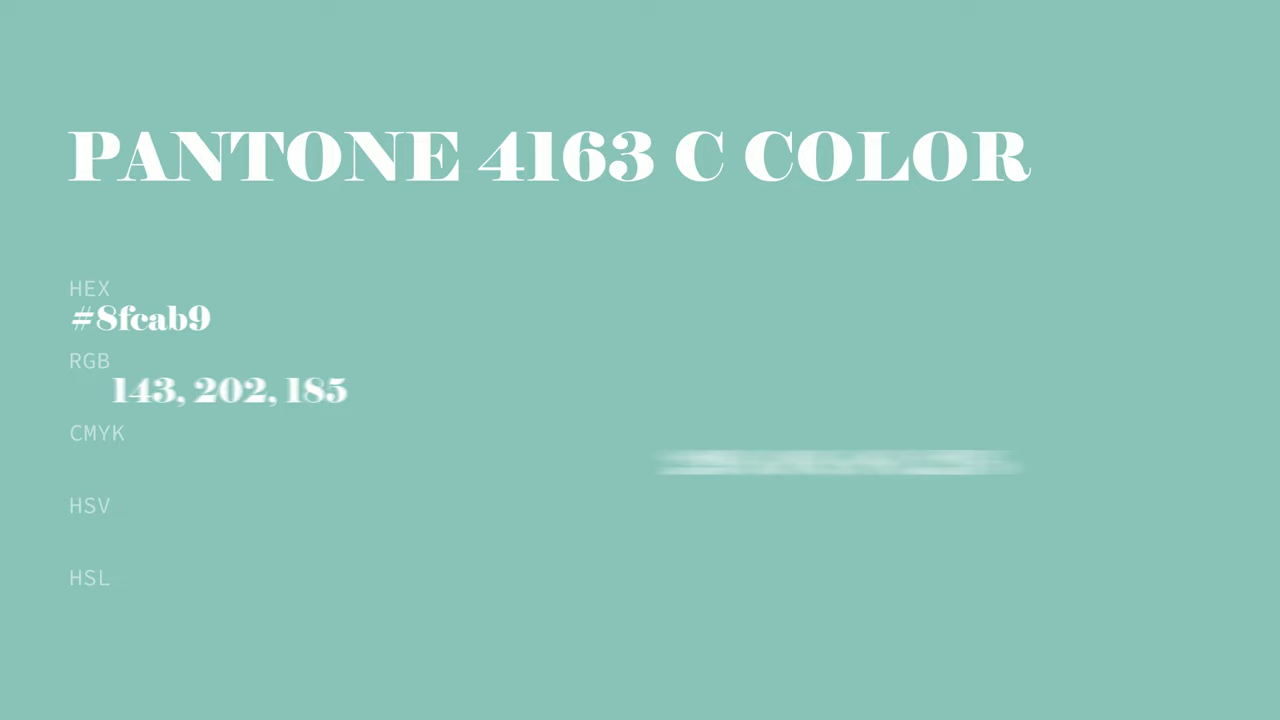 PANTONE 4163 C COLOR
HEX
#8fcab9
RGB
143, 202, 185
CMYK
HSV
HSL